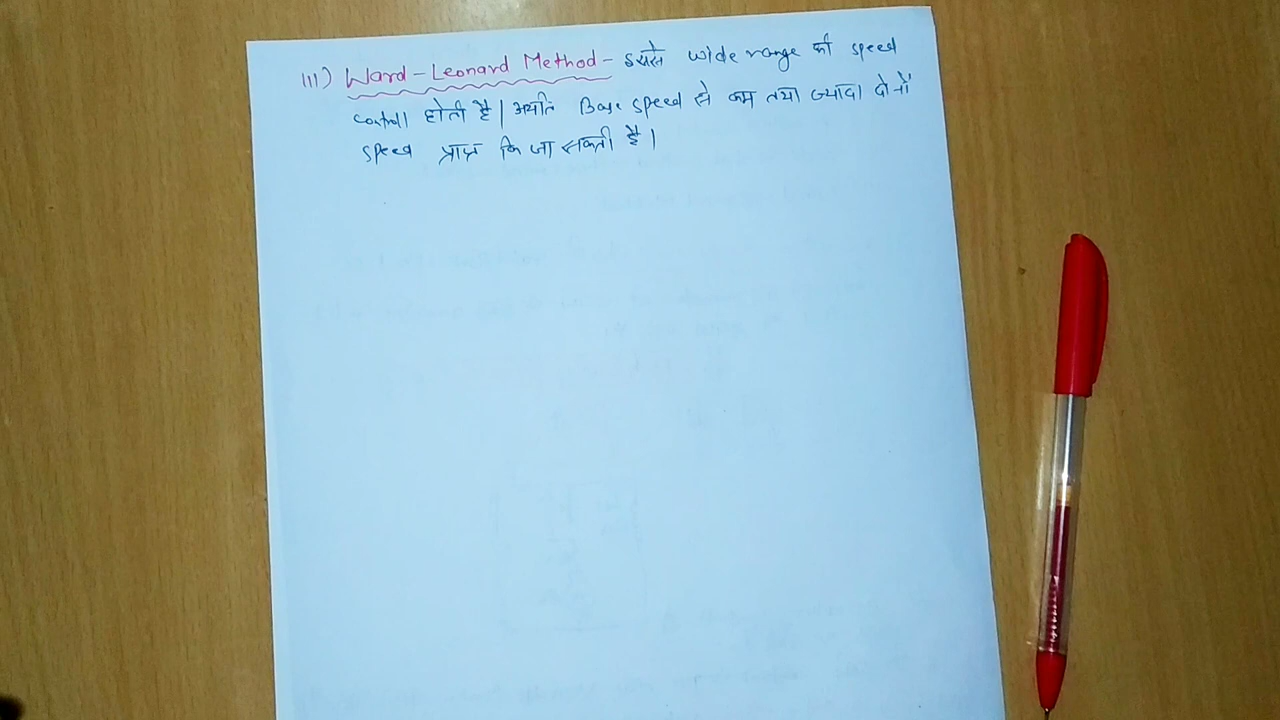 III) Ward-Leonard Method- इससे wide range की speed
control होती है। अर्थात Base speed से कम तथा ज्यादा दोनों
speed प्राप्त कि जा सकती है।